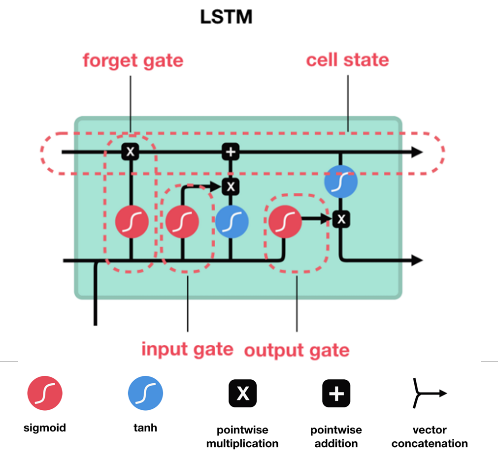 LSTM
forget gate
cell state
x
+
x
x
input gate
output gate
X
+
sigmoid
tanh
pointwise
multiplication
pointwise
addition
vector
concatenation